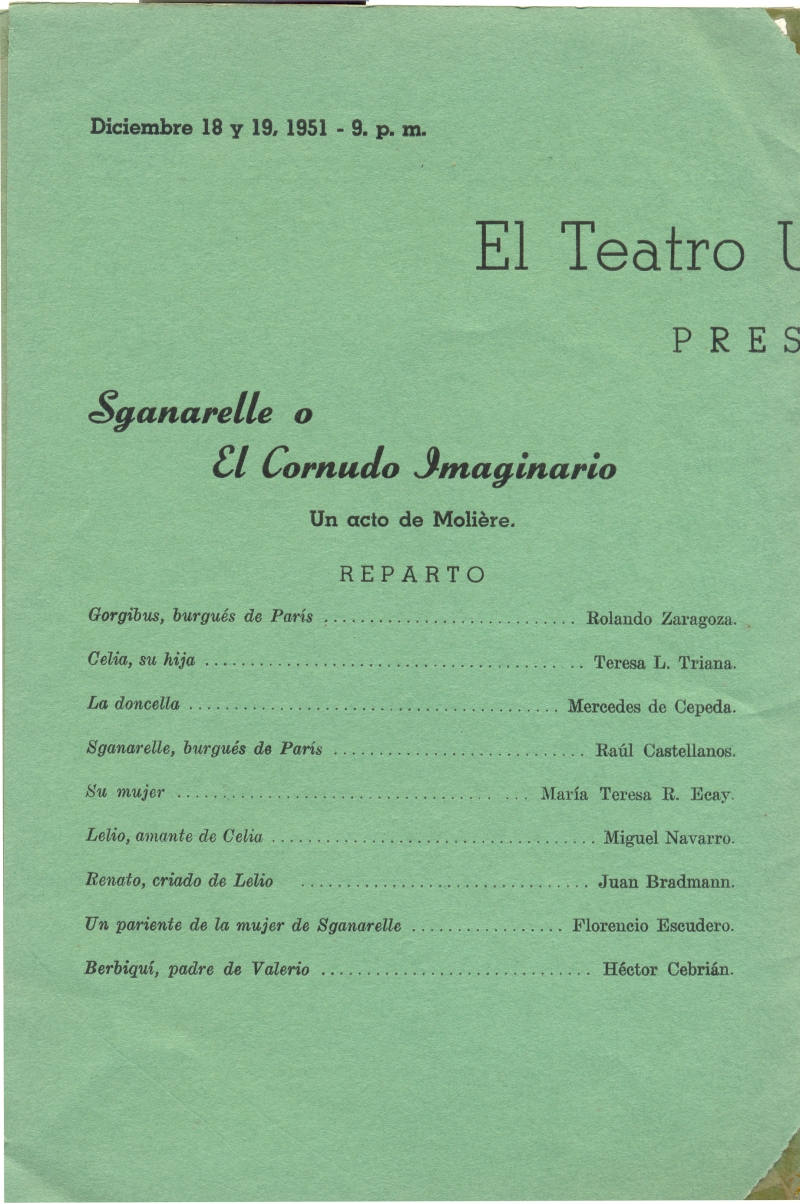 Diciembre 18 y 19, 1951 - 9. p. m.
El Teatro U
PRES
Sganarelle o
El Cornudo Imaginario
Un acto de Molière.
REPARTO
Gorgibus, burgués de París ............................ Rolando Zaragoza.
Celia, su hija .......................................... Teresa L. Triana.
La doncella ......................................... Mercedes de Cepeda.
Sganarelle, burgués de París ............................ Raúl Castellanos.
Su mujer ....................................... María Teresa R. Ecay.
Lelio, amante de Celia .................................... Miguel Navarro.
Renato, criado de Lelio ................................ Juan Bradmann.
Un pariente de la mujer de Sganarelle ................. Florencio Escudero.
Berbiquí, padre de Valerio .............................. Héctor Cebrián.